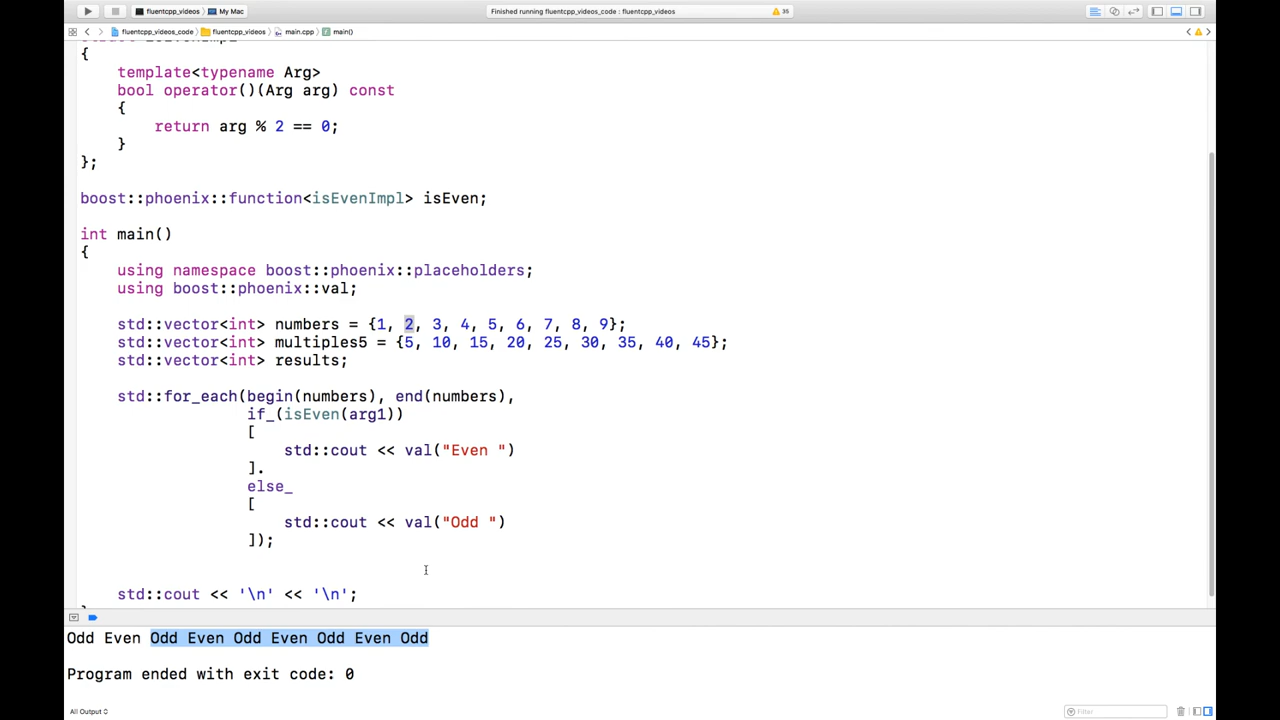 fluentcpp_videos > My Mac
Finished running fluentcpp_videos_code : fluentcpp_videos
35
fluentcpp_videos_code > fluentcpp_videos > main.cpp > main()
{
template<typename Arg>
bool operator()(Arg arg) const
{
return arg % 2 == 0;
}
};
boost::phoenix::function<isEvenImpl> isEven;
int main()
{
using namespace boost::phoenix::placeholders;
using boost::phoenix::val;
std::vector<int> numbers = {1, 2, 3, 4, 5, 6, 7, 8, 9};
std::vector<int> multiples5 = {5, 10, 15, 20, 25, 30, 35, 40, 45};
std::vector<int> results;
std::for_each(begin(numbers), end(numbers),
if_(isEven(arg1))
[
std::cout << val("Even ")
].
else_
[
std::cout << val("Odd ")
]);
std::cout << '\n' << '\n';
Odd Even Odd Even Odd Even Odd Even Odd
Program ended with exit code: 0
All Output
Filter